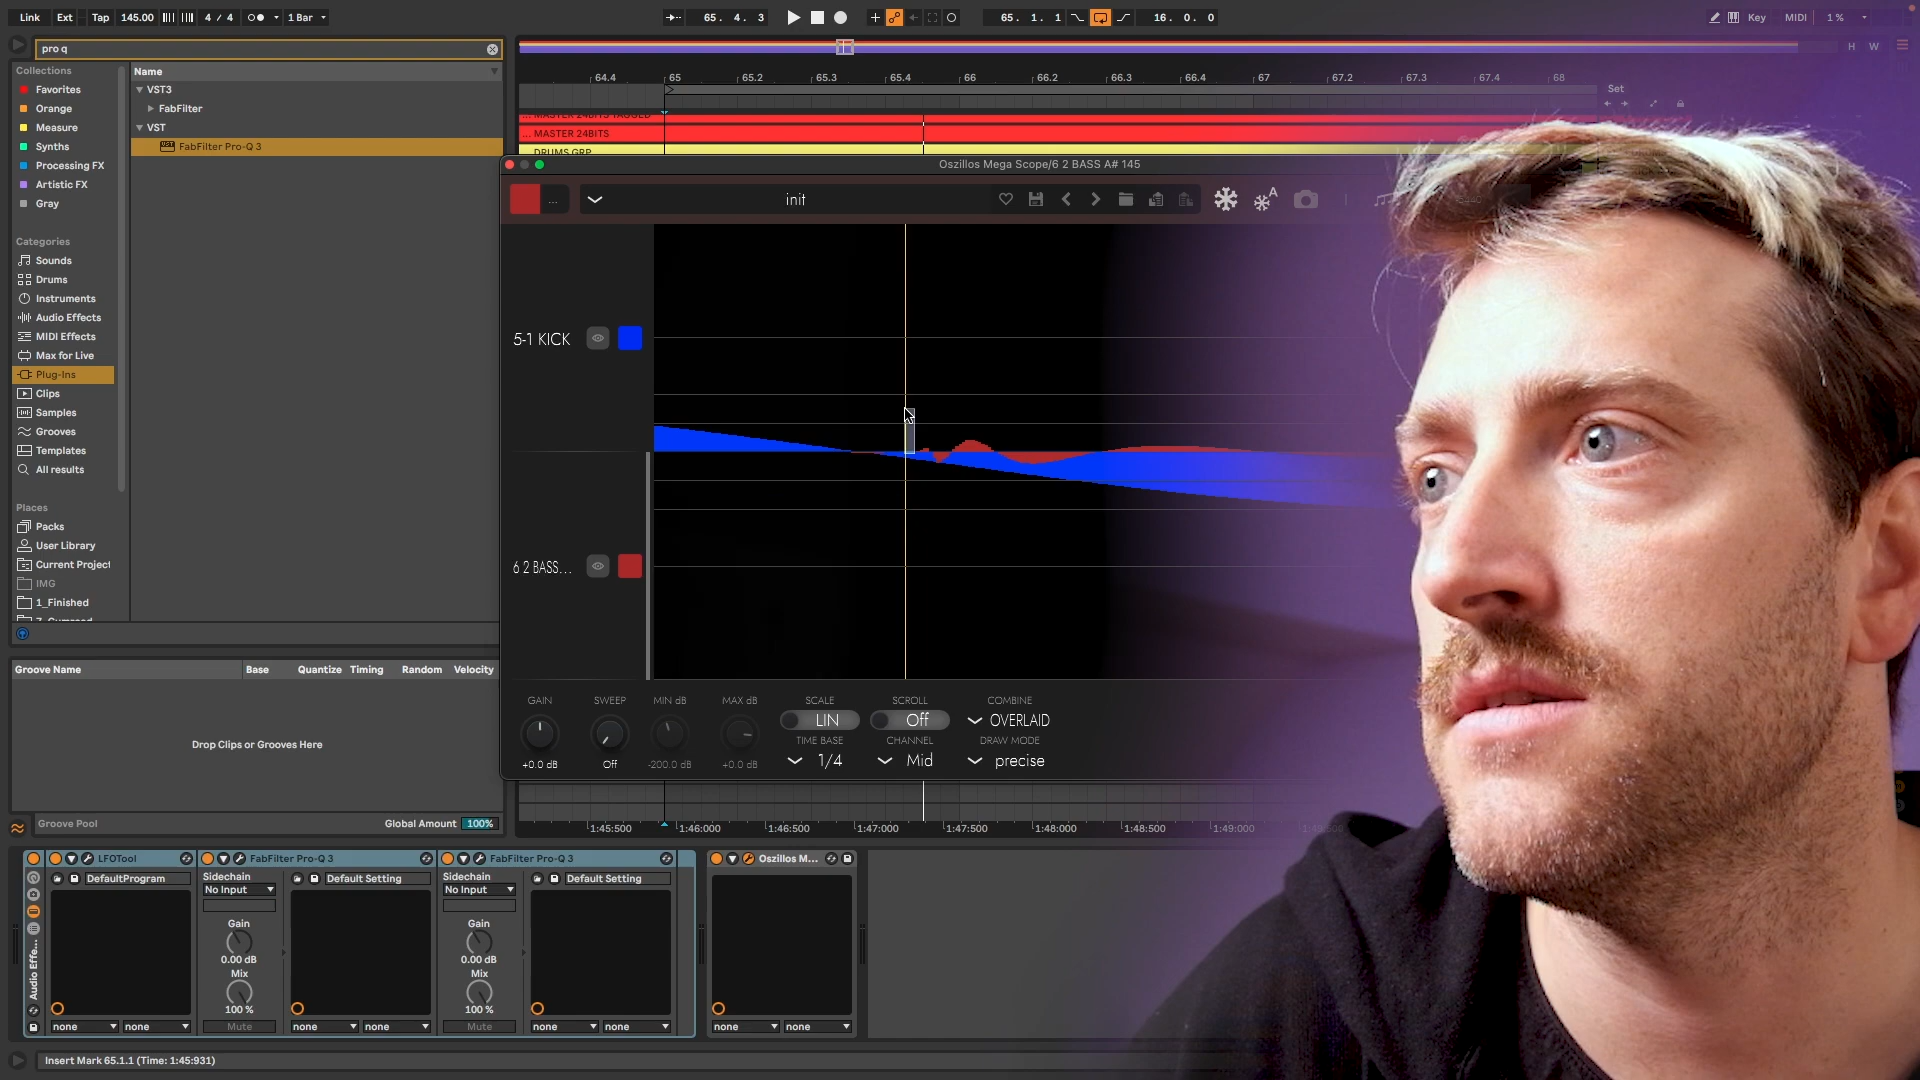 Link Ext Tap 145.00 4 / 4 1 Bar 65. 4. 3 65. 1. 1 16. 0. 0 Key MIDI 1 %
pro q
H W
Collections
Favorites
Orange
Measure
Synths
Processing FX
Artistic FX
Gray
Categories
Sounds
Drums
Instruments
Audio Effects
MIDI Effects
Max for Live
Plug-Ins
Clips
Samples
Grooves
Templates
All results
Places
Packs
User Library
Current Project
IMG
1_Finished
Name
VST3
FabFilter
VST
FabFilter Pro-Q 3
64.4 65 65.2 65.3 65.4 66 66.2 66.3 66.4 67 67.2 67.3 67.4 68
Set
... MASTER 24BITS TAGGED
... MASTER 24BITS
DRUMS GRP
Oszillos Mega Scope/6 2 BASS A# 145
... init A
5-1 KICK
6 2 BASS...
GAIN SWEEP MIN dB MAX dB SCALE SCROLL COMBINE
LIN Off OVERLAID
TIME BASE CHANNEL DRAW MODE
+0.0 dB Off -200.0 dB +0.0 dB 1/4 Mid precise
Groove Name Base Quantize Timing Random Velocity
Drop Clips or Grooves Here
Groove Pool Global Amount 100%
1:45:500 1:46:000 1:46:500 1:47:000 1:47:500 1:48:000 1:48:500 1:49:000
LFOTool FabFilter Pro-Q 3 FabFilter Pro-Q 3 Oszillos M...
DefaultProgram Sidechain Default Setting Sidechain Default Setting
No Input No Input
Gain Gain
0.00 dB 0.00 dB
Mix Mix
100 % 100 %
none none Mute none none Mute none none none none
Audio Effe...
Insert Mark 65.1.1 (Time: 1:45:931)